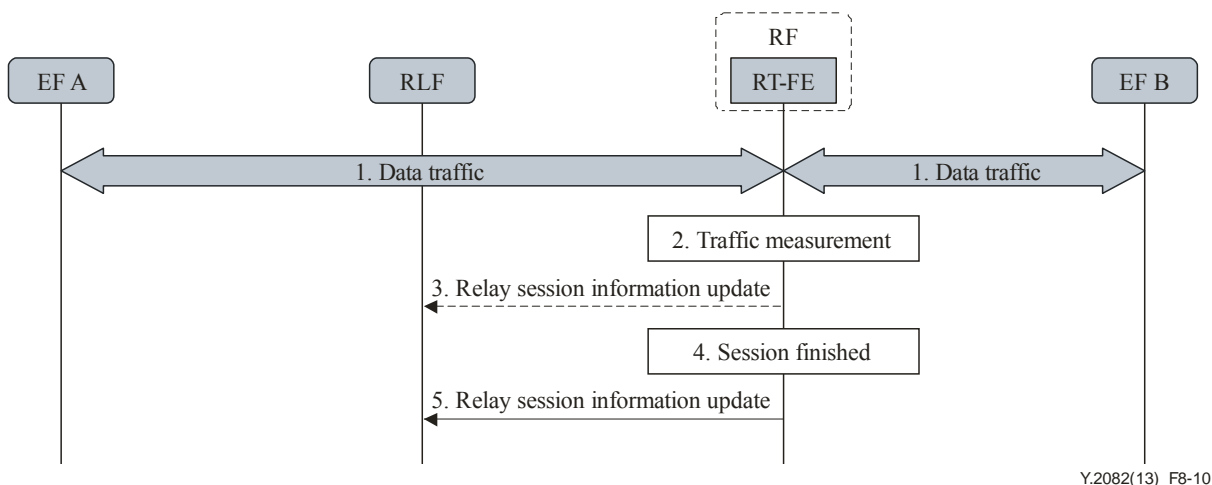 RF
EF A
RLF
RT-FE
EF B
1. Data traffic
1. Data traffic
2. Traffic measurement
3. Relay session information update
4. Session finished
5. Relay session information update
Y.2082(13)_F8-10